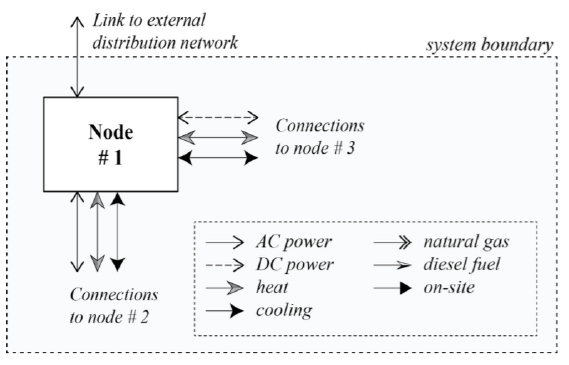 Link to external
distribution network
system boundary
Node
# 1
Connections
to node # 3
Connections
to node # 2
AC power
DC power
heat
cooling
natural gas
diesel fuel
on-site